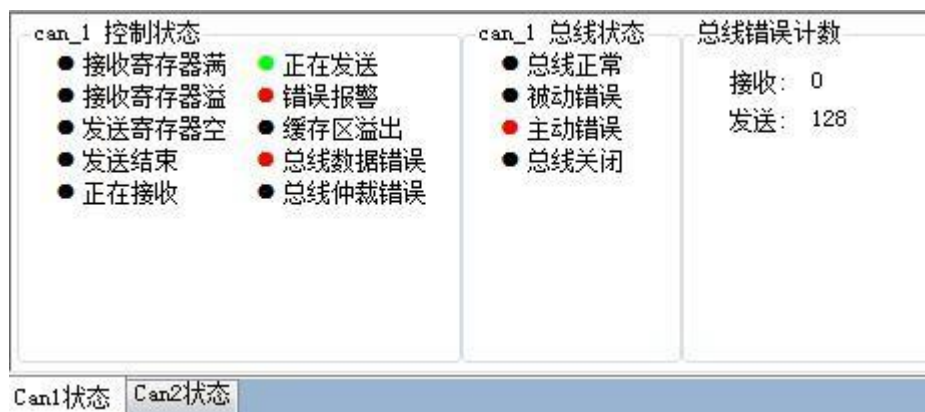 can_1 控制状态
接收寄存器满
接收寄存器溢
发送寄存器空
发送结束
正在接收
正在发送
错误报警
缓存区溢出
总线数据错误
总线仲裁错误
can_1 总线状态
总线正常
被动错误
主动错误
总线关闭
总线错误计数
接收: 0
发送: 128
Can1状态 Can2状态